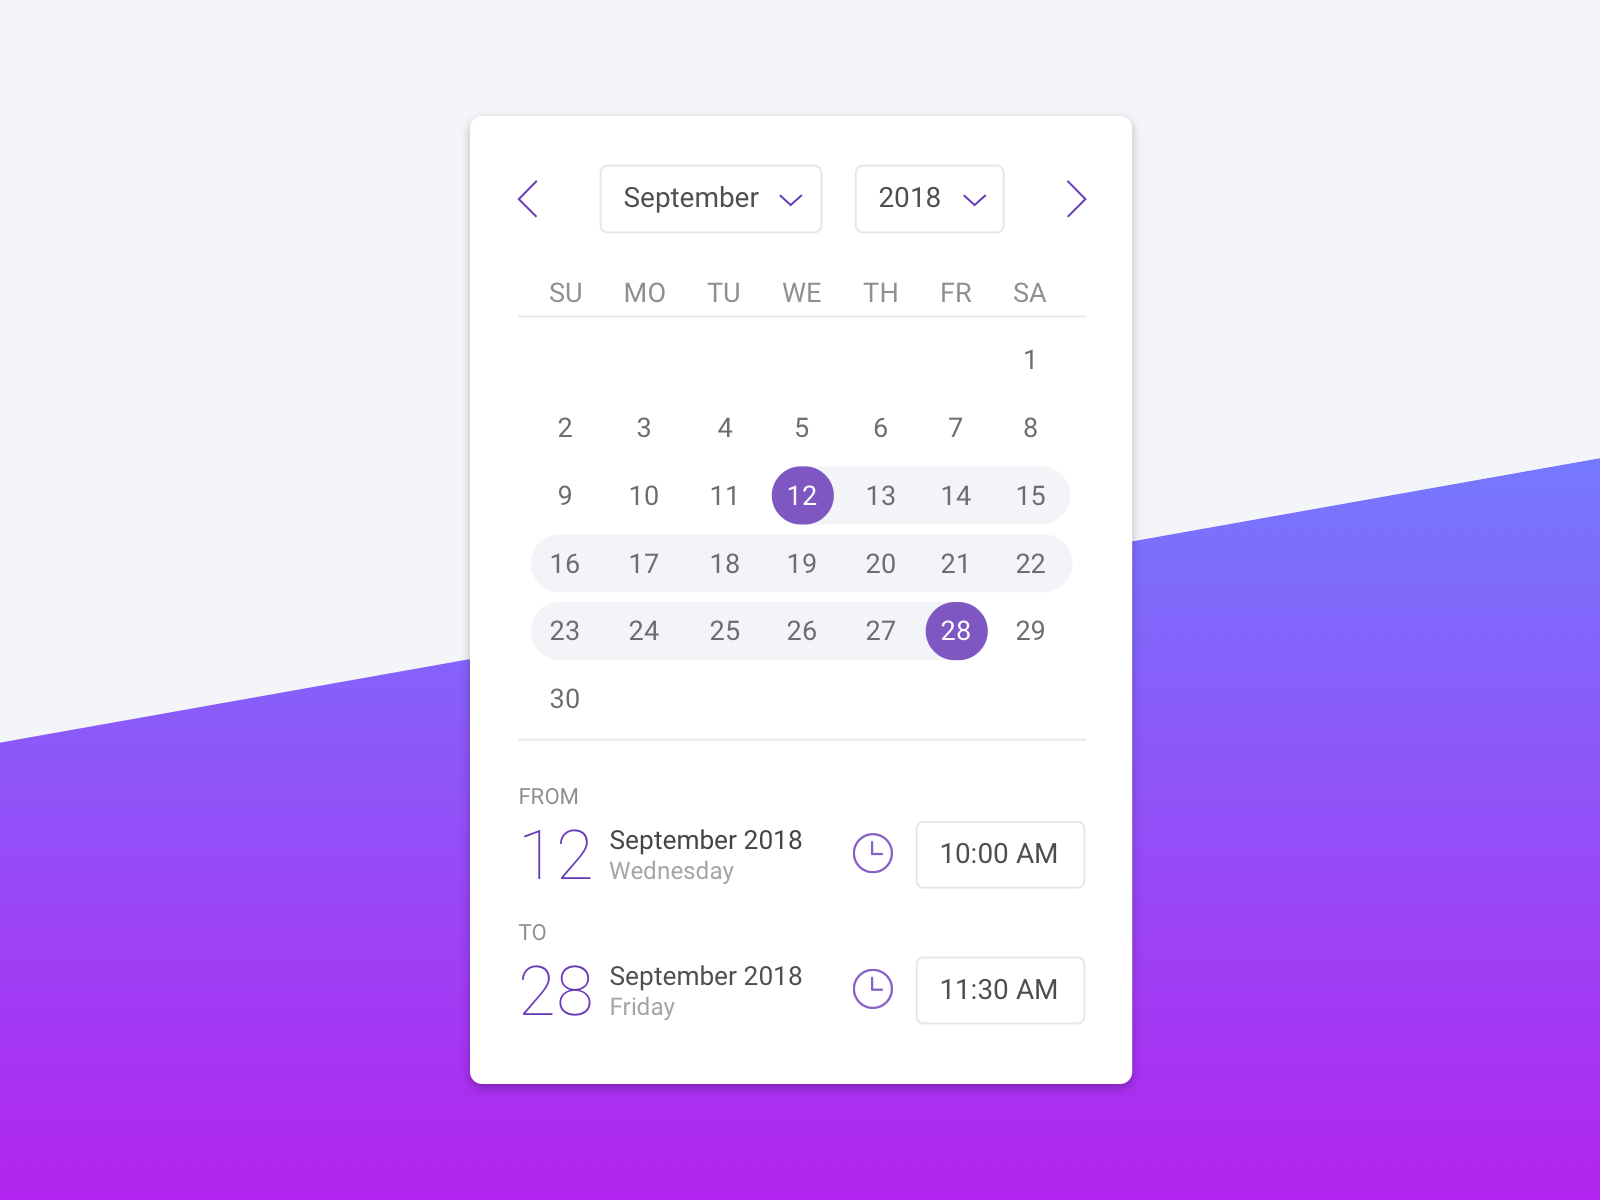 September 2018
SU MO TU WE TH FR SA
1
2 3 4 5 6 7 8
9 10 11 12 13 14 15
16 17 18 19 20 21 22
23 24 25 26 27 28 29
30
FROM
12 September 2018 10:00 AM
Wednesday
TO
28 September 2018 11:30 AM
Friday